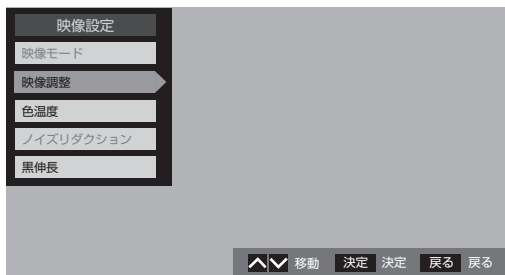 映像設定
映像モード
映像調整
色温度
ノイズリダクション
黒伸長
移動 決定 決定 戻る 戻る